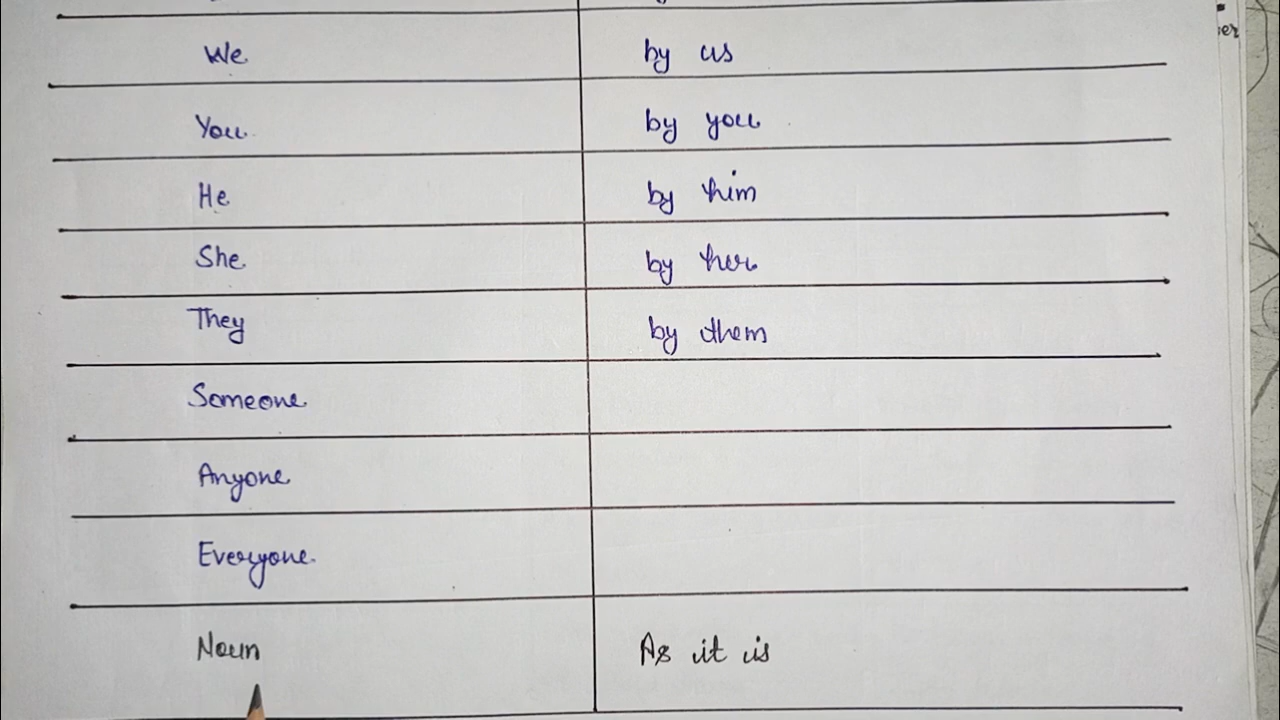 We by us
You by you
He by him
She by her
They by them
Someone
Anyone
Everyone
Noun As it is